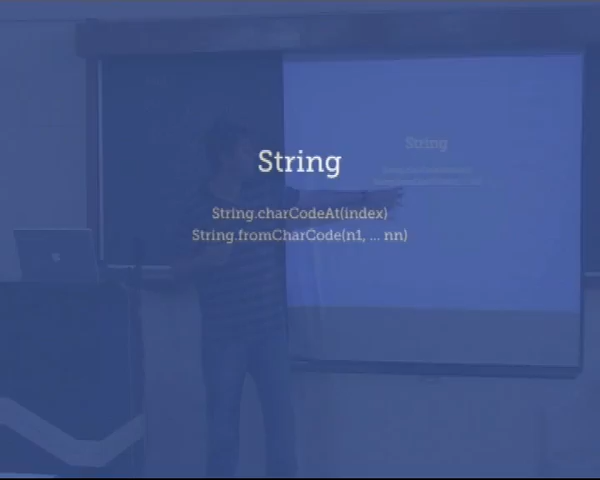 String
String.charCodeAt(index)
String.fromCharCode(n1, ... nn)
String